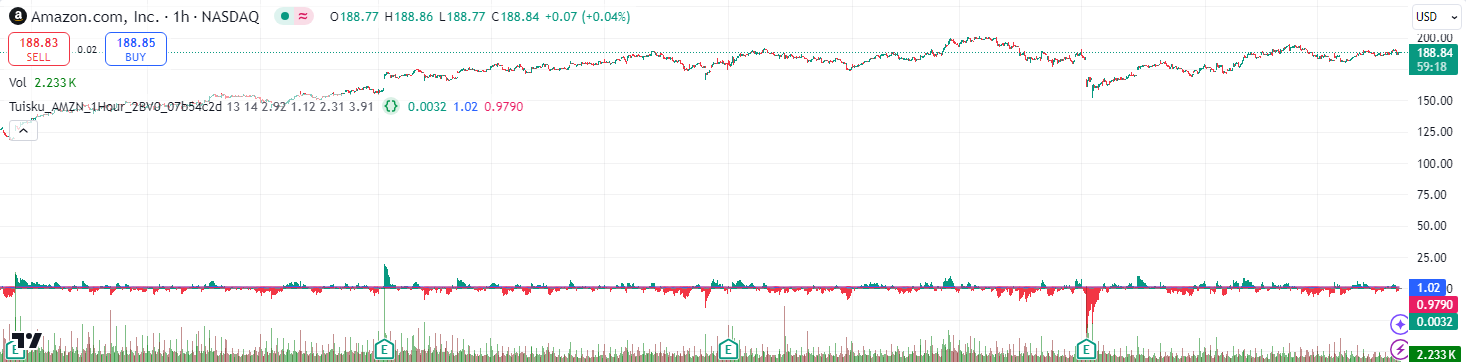 a Amazon.com, Inc. · 1h · NASDAQ O188.77 H188.86 L188.77 C188.84 +0.07 (+0.04%)
USD
188.83 SELL
0.02
188.85 BUY
Vol 2.233 K
Tuisku_AMZN_1Hour_2BV0_07b54c2d 13 14 2.92 1.12 2.31 3.91 {} 0.0032 1.02 0.9790
200.00
188.84
59:18
150.00
125.00
100.00
75.00
50.00
25.00
1.02
0.9790
0.0032
2.233 K
E E E E